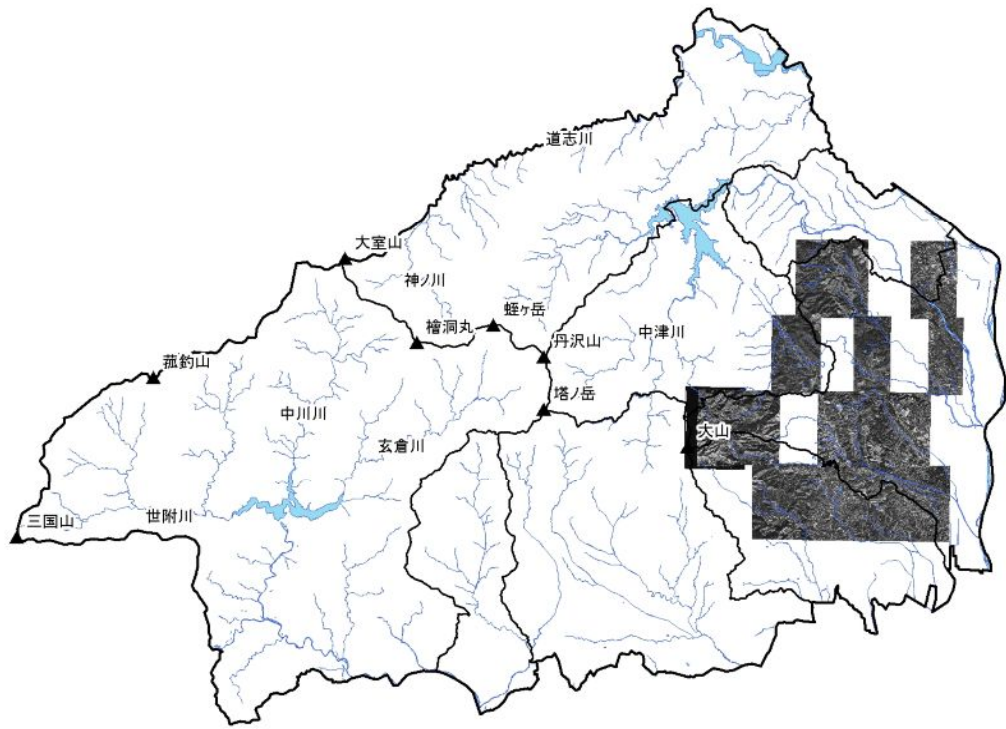 道志川
大室山
神ノ川
蛭ヶ岳
檜洞丸
丹沢山
中津川
菰釣山
塔ノ岳
中川川
大山
玄倉川
世附川
三国山